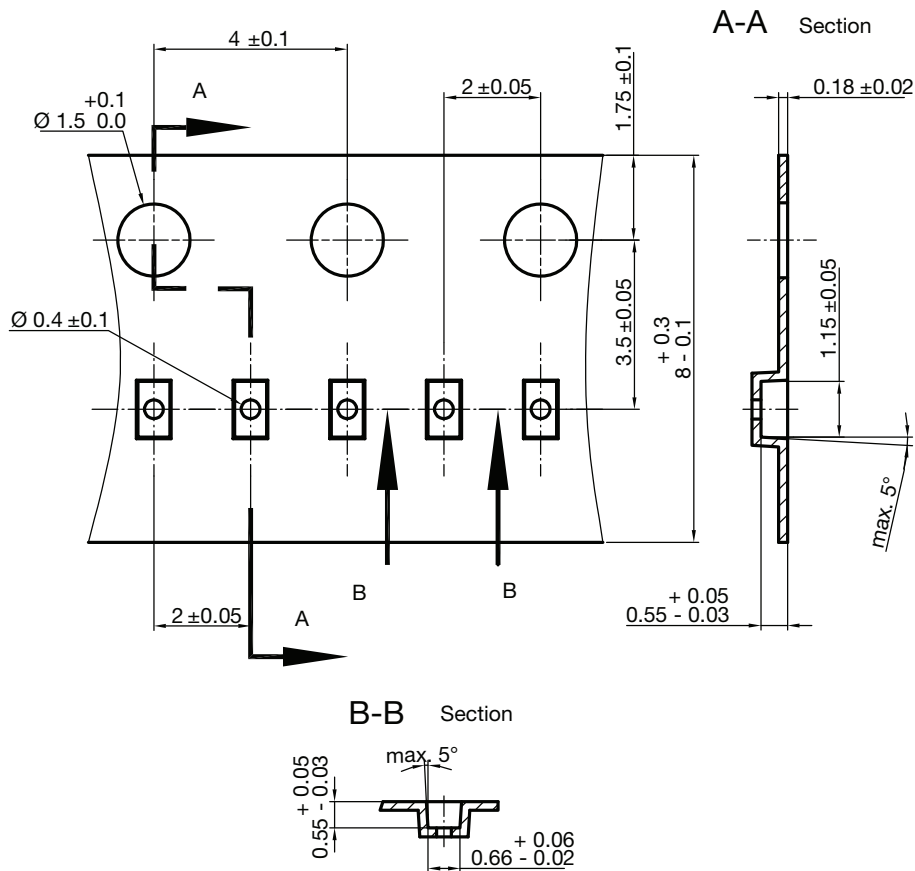 A-A Section
4 ±0.1
+0.1
Ø 1.5 0.0
A
2 ±0.05
1.75 ±0.1
0.18 ±0.02
Ø 0.4 ±0.1
3.5 ±0.05
+ 0.3
8 - 0.1
1.15 ±0.05
max. 5°
B
B
2 ±0.05
A
+ 0.05
0.55 - 0.03
B-B Section
max. 5°
+ 0.05
0.55 - 0.03
+ 0.06
0.66 - 0.02